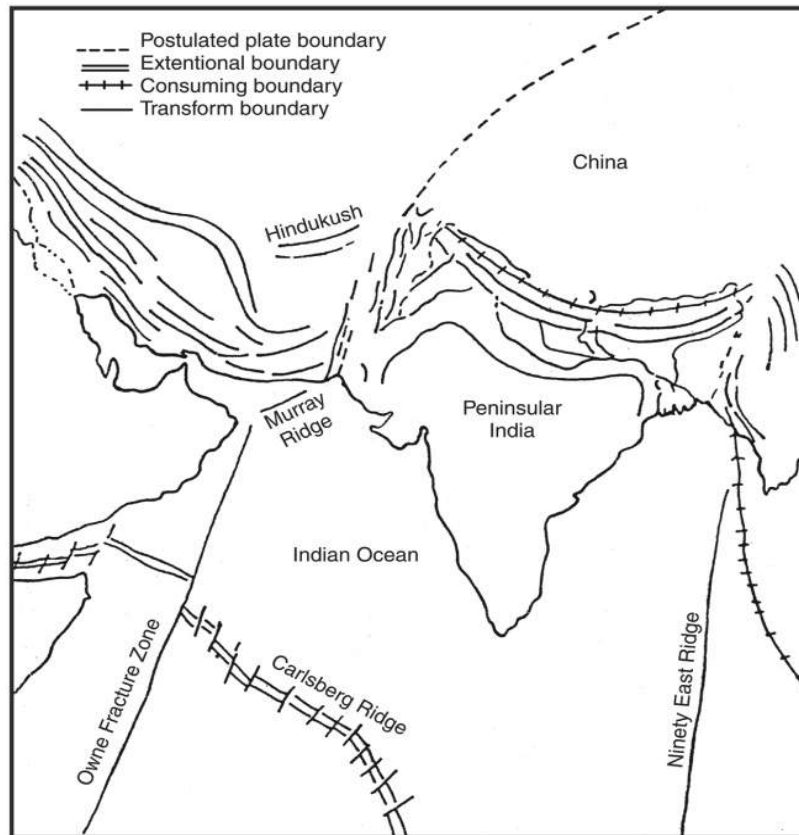 Postulated plate boundary
Extentional boundary
Consuming boundary
Transform boundary
China
Hindukush
Murray
Ridge
Peninsular
India
Indian Ocean
Carlsberg Ridge
Owne Fracture Zone
Ninety East Ridge